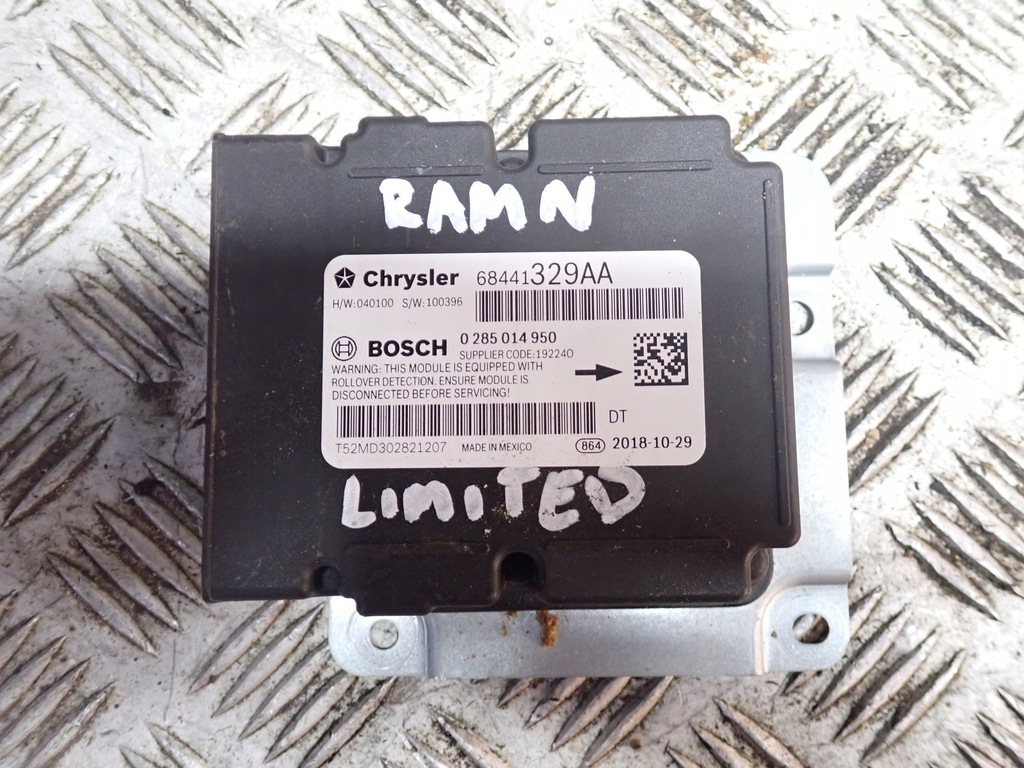 RAM N
Chrysler 68441329AA
H/W:040100 S/W:100396
BOSCH 0 285 014 950
SUPPLIER CODE:19224O
WARNING: THIS MODULE IS EQUIPPED WITH
ROLLOVER DETECTION. ENSURE MODULE IS
DISCONNECTED BEFORE SERVICING!
DT
T52MD302821207 MADE IN MEXICO 864 2018-10-29
LIMITED